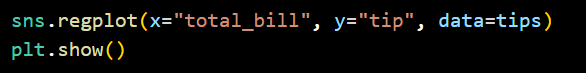 sns.regplot(x="total_bill", y="tip", data=tips)
plt.show()